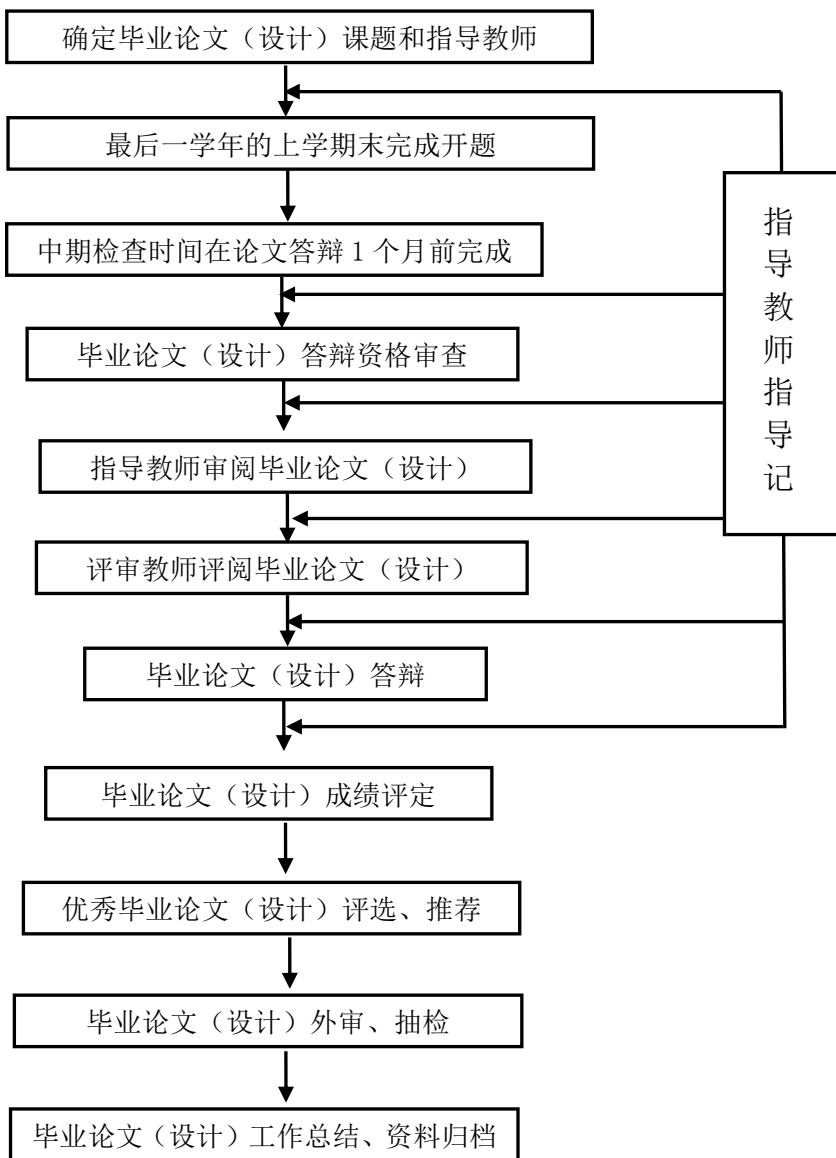 确定毕业论文（设计）课题和指导教师
最后一学年的上学期末完成开题
中期检查时间在论文答辩 1 个月前完成
毕业论文（设计）答辩资格审查
指导教师审阅毕业论文（设计）
评审教师评阅毕业论文（设计）
毕业论文（设计）答辩
毕业论文（设计）成绩评定
优秀毕业论文（设计）评选、推荐
毕业论文（设计）外审、抽检
毕业论文（设计）工作总结、资料归档
指导教师指导记